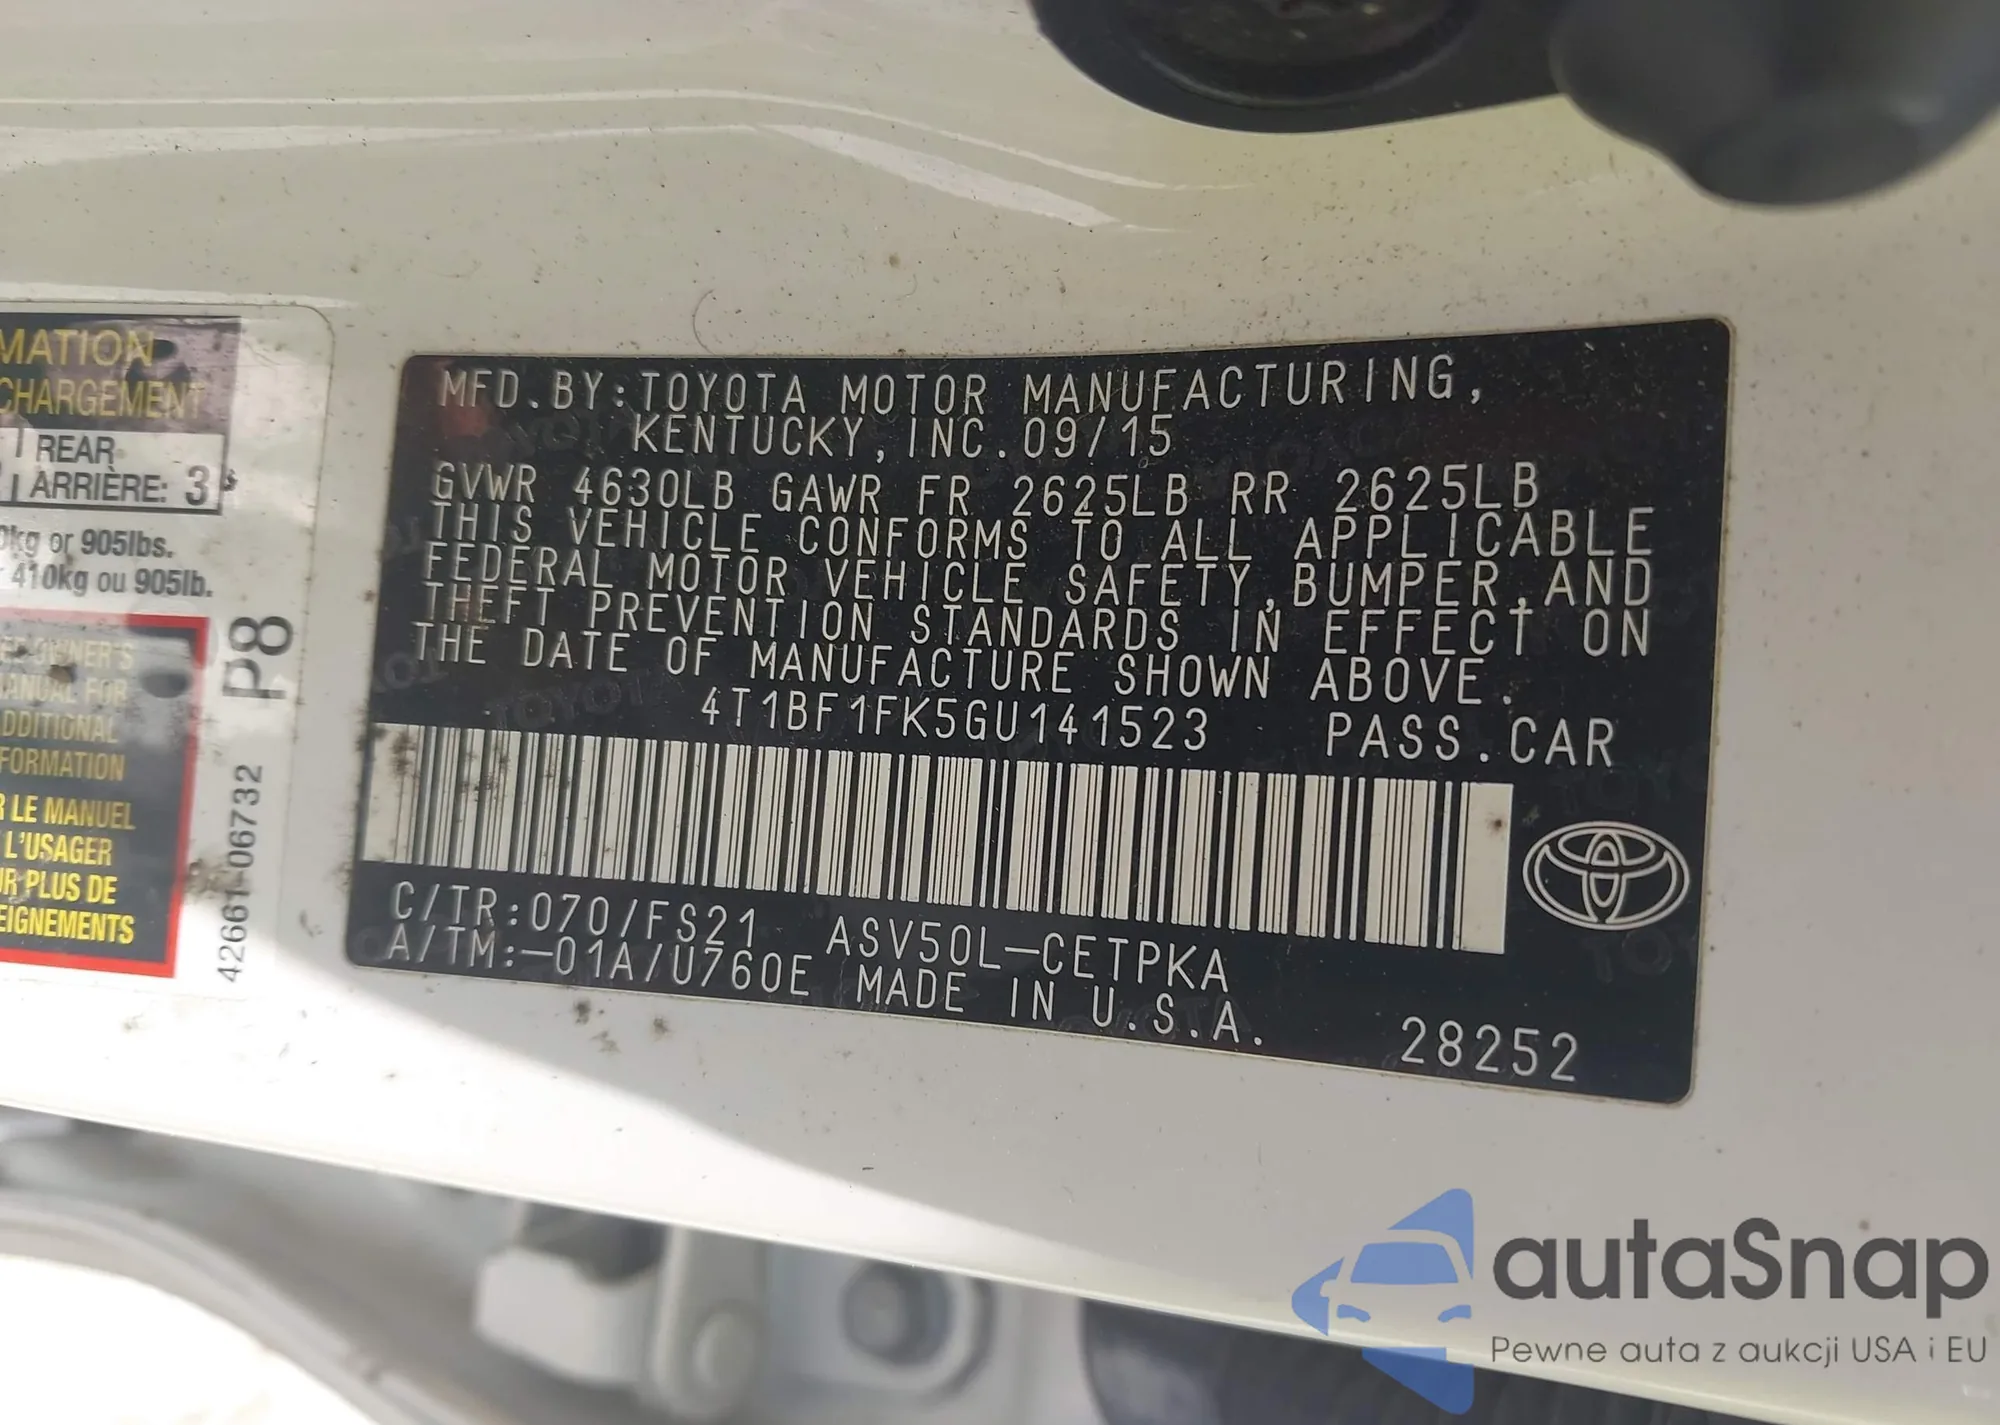 MATION
CHARGEMENT
REAR
ARRIÈRE: 3
0kg or 905lbs.
410kg ou 905lb.
OWNER'S
MANUAL FOR
ADDITIONAL
FORMATION
R LE MANUEL
L'USAGER
UR PLUS DE
EIGNEMENTS
P8
42661-06732
MFD.BY:TOYOTA MOTOR MANUFACTURING,
KENTUCKY,INC.09/15
GVWR 4630LB GAWR FR 2625LB RR 2625LB
THIS VEHICLE CONFORMS TO ALL APPLICABLE
FEDERAL MOTOR VEHICLE SAFETY,BUMPER,AND
THEFT PREVENTION STANDARDS IN EFFECT ON
THE DATE OF MANUFACTURE SHOWN ABOVE.
4T1BF1FK5GU141523 PASS.CAR
C/TR:070/FS21 ASV50L-CETPKA
A/TM:-01A/U760E MADE IN U.S.A.
28252
autaSnap
Pewne auta z aukcji USA i EU